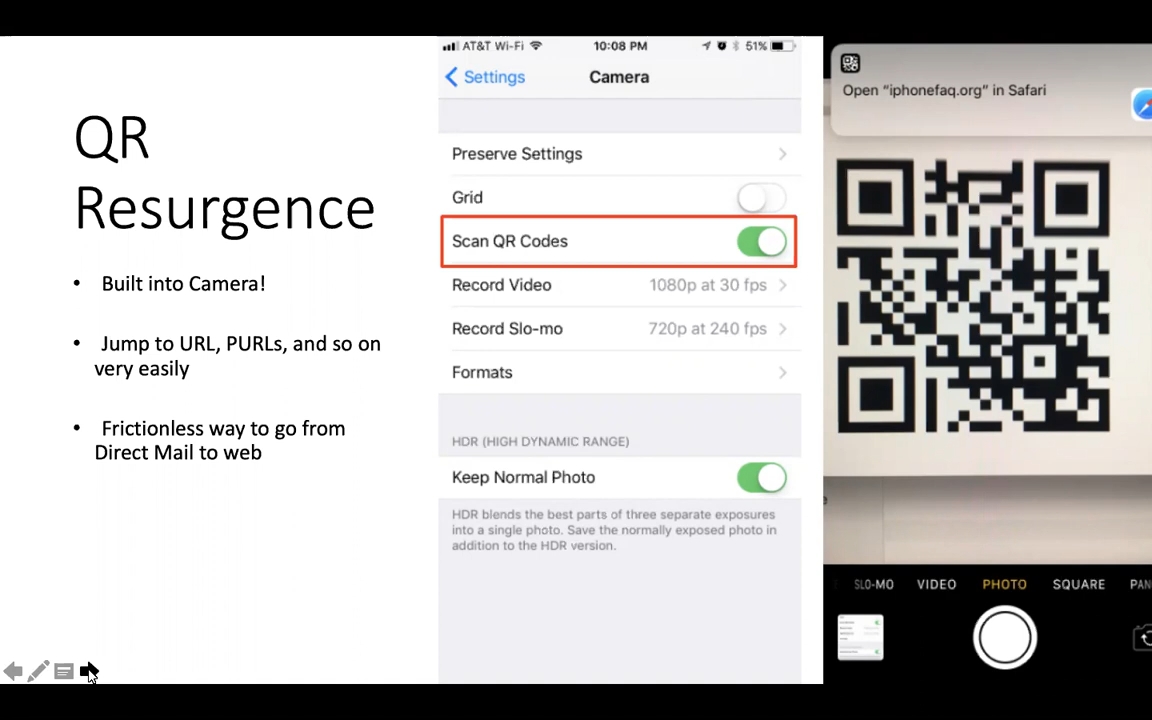 QR
Resurgence
• Built into Camera!
• Jump to URL, PURLs, and so on
very easily
• Frictionless way to go from
Direct Mail to web
AT&T Wi-Fi 10:08 PM 51%
Settings Camera
Preserve Settings
Grid
Scan QR Codes
Record Video 1080p at 30 fps
Record Slo-mo 720p at 240 fps
Formats
HDR (HIGH DYNAMIC RANGE)
Keep Normal Photo
HDR blends the best parts of three separate exposures
into a single photo. Save the normally exposed photo in
addition to the HDR version.
Open “iphonefaq.org” in Safari
SLO-MO VIDEO PHOTO SQUARE PAN